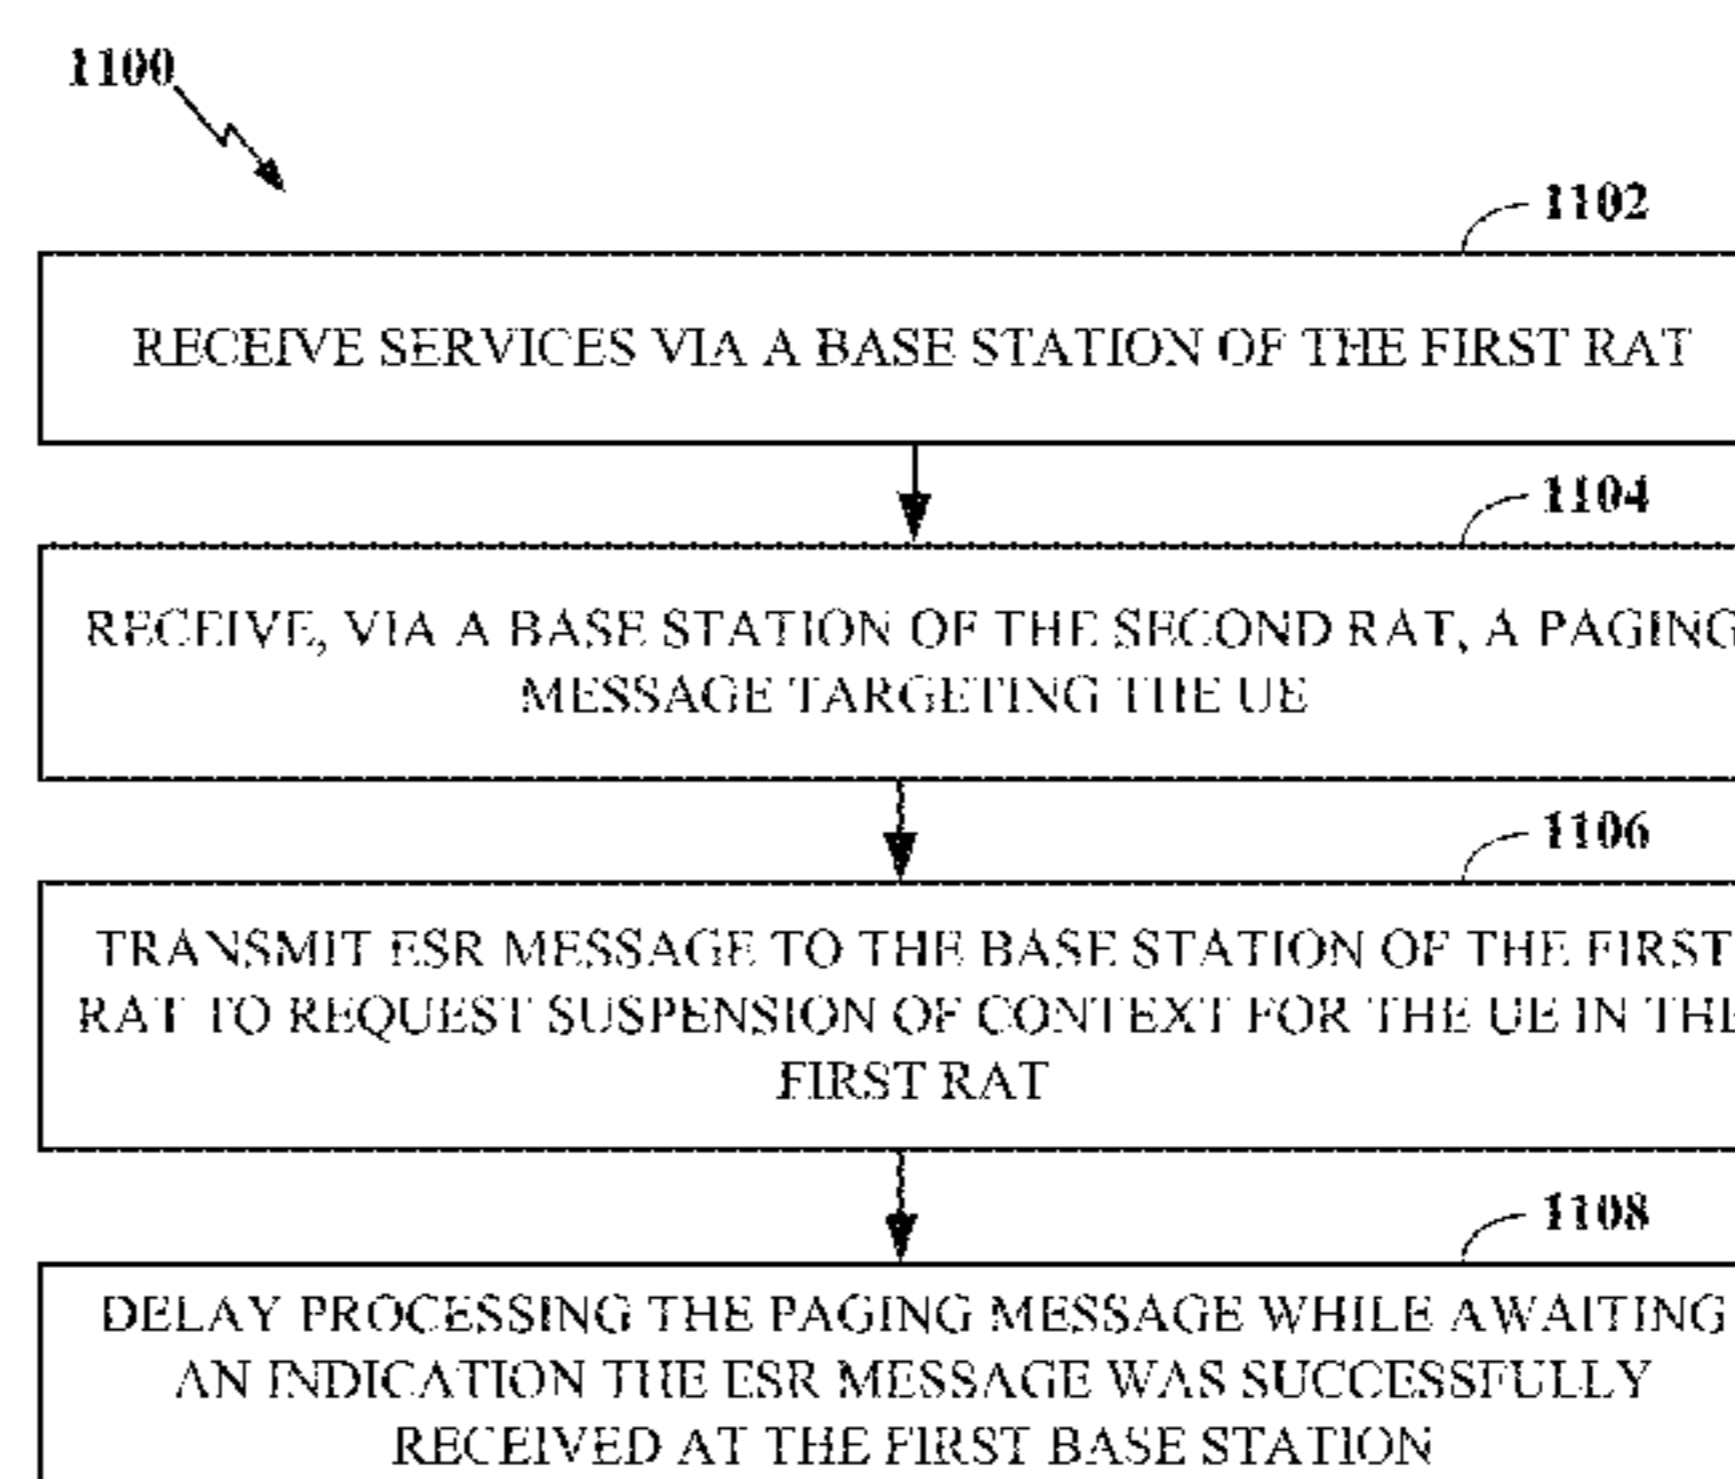 1100
1102
RECEIVE SERVICES VIA A BASE STATION OF THE FIRST RAT
1104
RECEIVE, VIA A BASE STATION OF THE SECOND RAT, A PAGING
MESSAGE TARGETING THE UE
1106
TRANSMIT ESR MESSAGE TO THE BASE STATION OF THE FIRST
RAT TO REQUEST SUSPENSION OF CONTEXT FOR THE UE IN THE
FIRST RAT
1108
DELAY PROCESSING THE PAGING MESSAGE WHILE AWAITING
AN INDICATION THE ESR MESSAGE WAS SUCCESSFULLY
RECEIVED AT THE FIRST BASE STATION